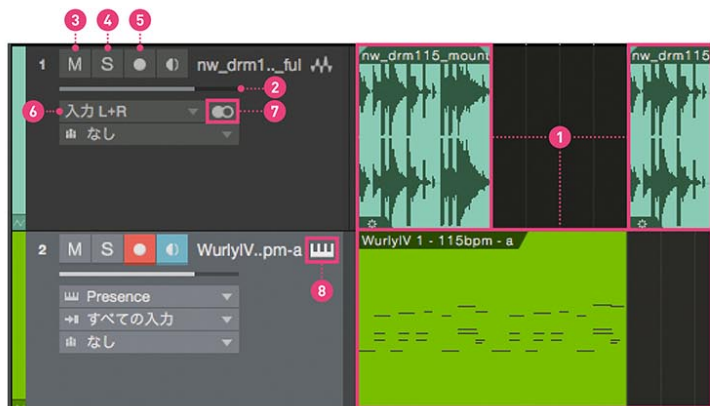 3 4 5
1 M S nw_drm1.._ful
nw_drm115_mount
nw_drm115
2
6 入力 L+R 7
なし
1
2 M S WurlyIV..pm-a
WurlyIV 1 - 115bpm - a
8
Presence
すべての入力
なし